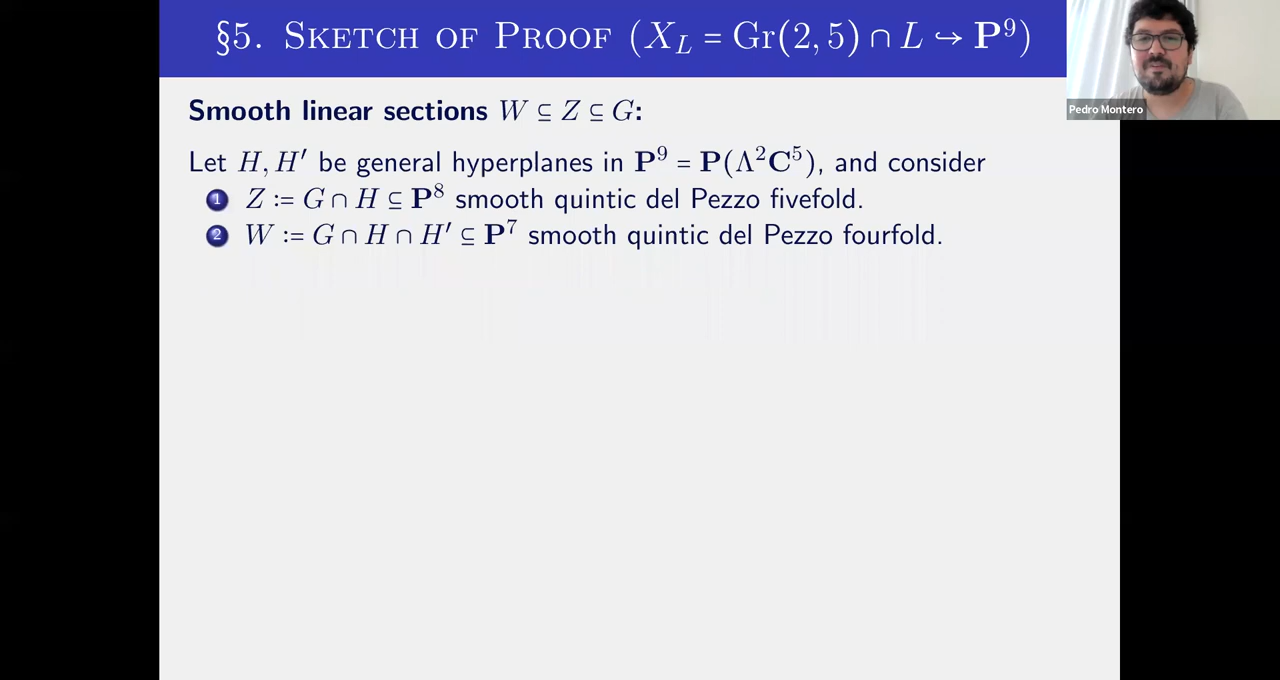 §5. Sketch of Proof (X_L = Gr(2, 5) ∩ L ↪ P^9)
Pedro Montero
Smooth linear sections W ⊆ Z ⊆ G:
Let H, H′ be general hyperplanes in P^9 = P(Λ^2C^5), and consider
1 Z := G ∩ H ⊆ P^8 smooth quintic del Pezzo fivefold.
2 W := G ∩ H ∩ H′ ⊆ P^7 smooth quintic del Pezzo fourfold.